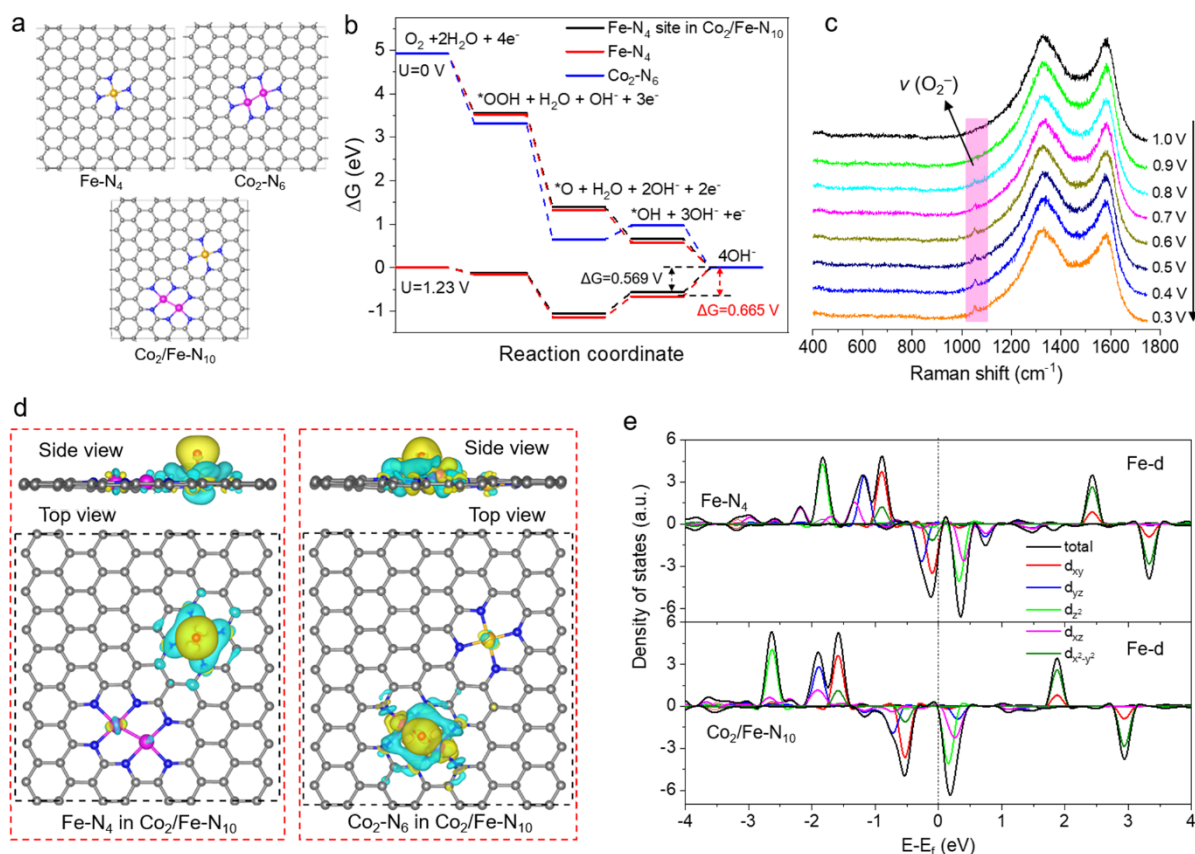 a
Fe-N₄
Co₂-N₆
Co₂/Fe-N₁₀
b
O₂ +2H₂O + 4e⁻
U=0 V
*OOH + H₂O + OH⁻ + 3e⁻
*O + H₂O + 2OH⁻ + 2e⁻
*OH + 3OH⁻ +e⁻
4OH⁻
U=1.23 V
ΔG=0.569 V
ΔG=0.665 V
Fe-N₄ site in Co₂/Fe-N₁₀
Fe-N₄
Co₂-N₆
ΔG (eV)
5
4
3
2
1
0
-1
Reaction coordinate
c
v (O₂⁻)
1.0 V
0.9 V
0.8 V
0.7 V
0.6 V
0.5 V
0.4 V
0.3 V
400 600 800 1000 1200 1400 1600 1800
Raman shift (cm⁻¹)
d
Side view
Top view
Fe-N₄ in Co₂/Fe-N₁₀
Side view
Top view
Co₂-N₆ in Co₂/Fe-N₁₀
e
Density of states (a.u.)
6
3
0
-3
-6
Fe-N₄
Fe-d
total
d_xy
d_yz
d_z²
d_xz
d_x²-y²
6
3
0
-3
-6
Fe-d
Co₂/Fe-N₁₀
-4 -3 -2 -1 0 1 2 3 4
E-E_f (eV)